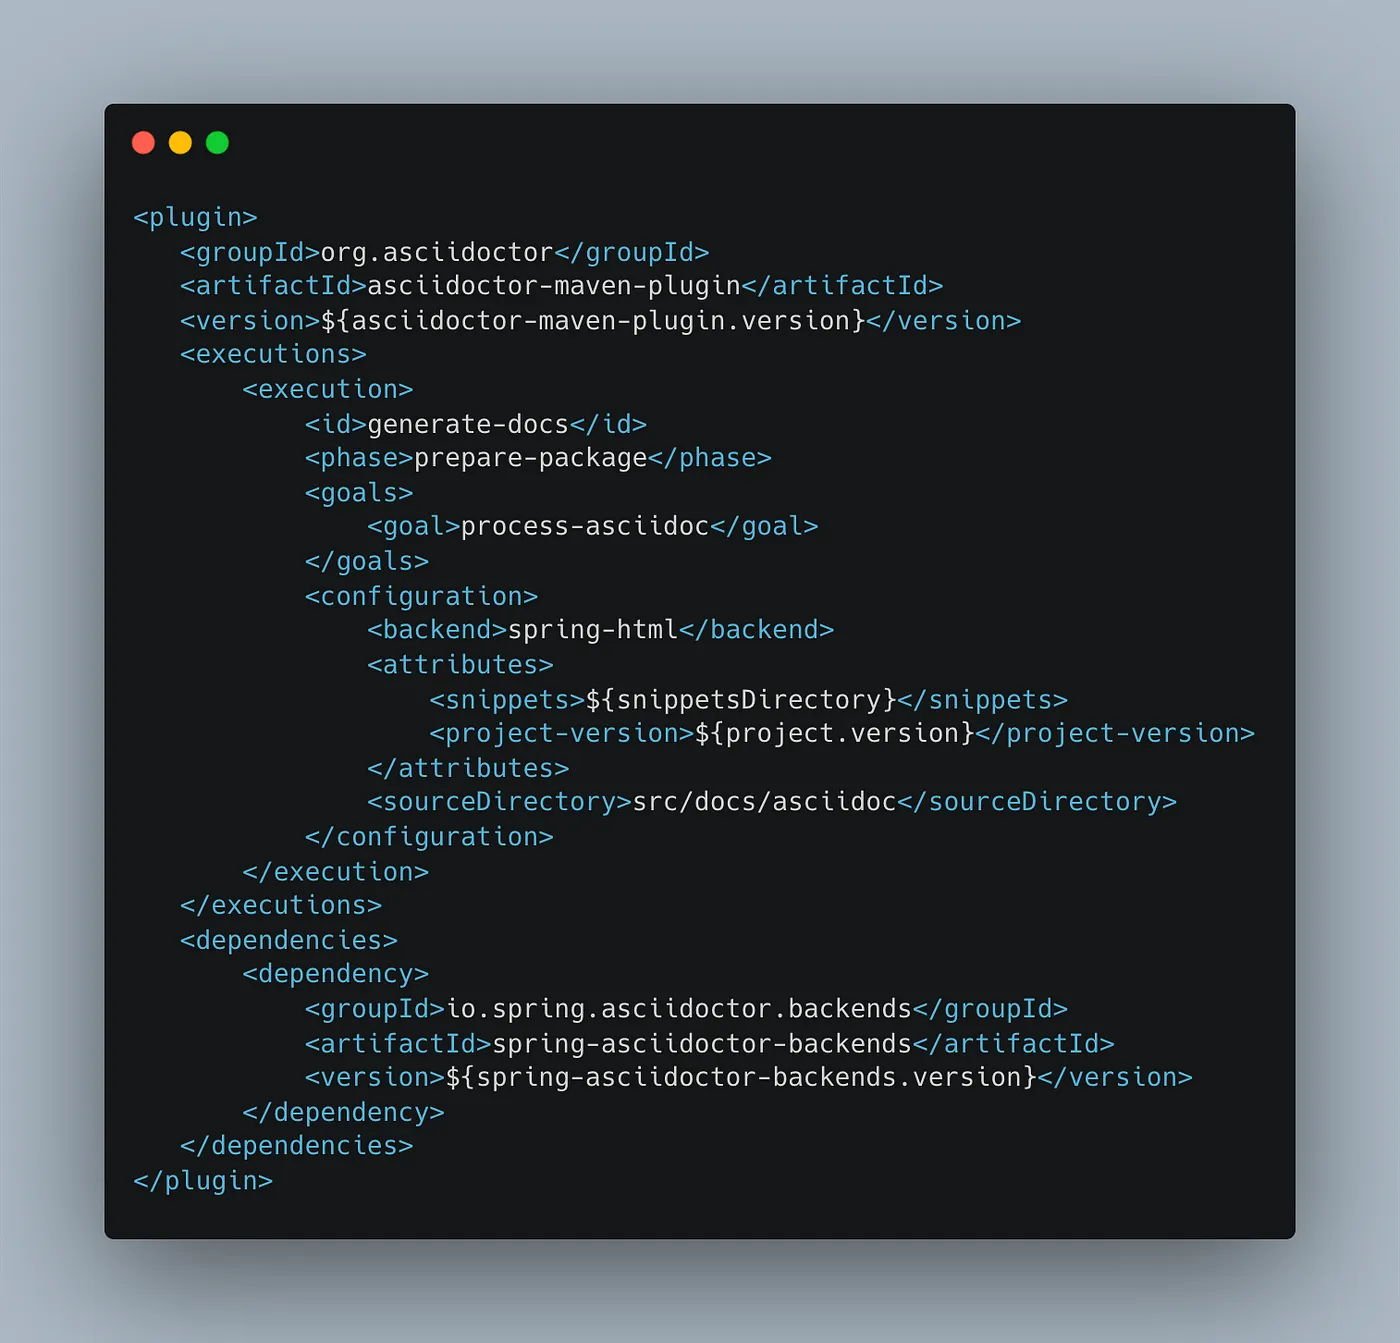 <plugin>
   <groupId>org.asciidoctor</groupId>
   <artifactId>asciidoctor-maven-plugin</artifactId>
   <version>${asciidoctor-maven-plugin.version}</version>
   <executions>
       <execution>
           <id>generate-docs</id>
           <phase>prepare-package</phase>
           <goals>
               <goal>process-asciidoc</goal>
           </goals>
           <configuration>
               <backend>spring-html</backend>
               <attributes>
                   <snippets>${snippetsDirectory}</snippets>
                   <project-version>${project.version}</project-version>
               </attributes>
               <sourceDirectory>src/docs/asciidoc</sourceDirectory>
           </configuration>
       </execution>
   </executions>
   <dependencies>
       <dependency>
           <groupId>io.spring.asciidoctor.backends</groupId>
           <artifactId>spring-asciidoctor-backends</artifactId>
           <version>${spring-asciidoctor-backends.version}</version>
       </dependency>
   </dependencies>
</plugin>